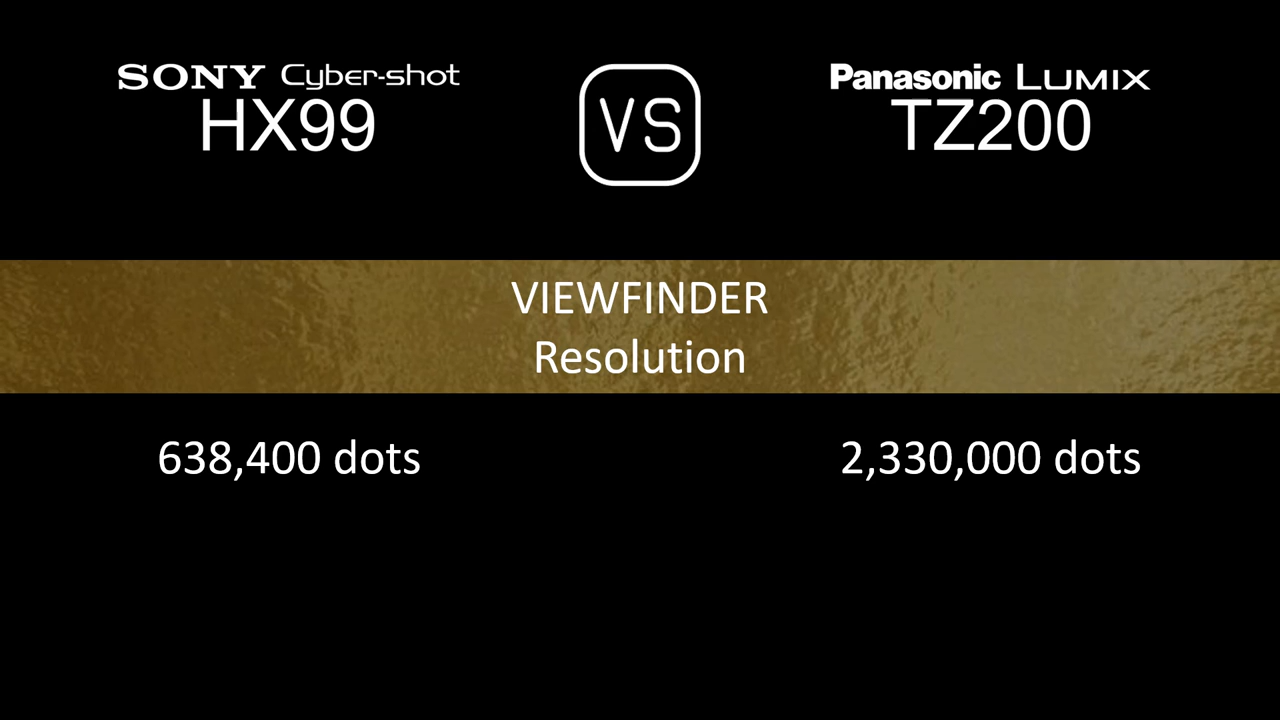 SONY Cyber-shot
HX99
VS
Panasonic LUMIX
TZ200
VIEWFINDER
Resolution
638,400 dots
2,330,000 dots